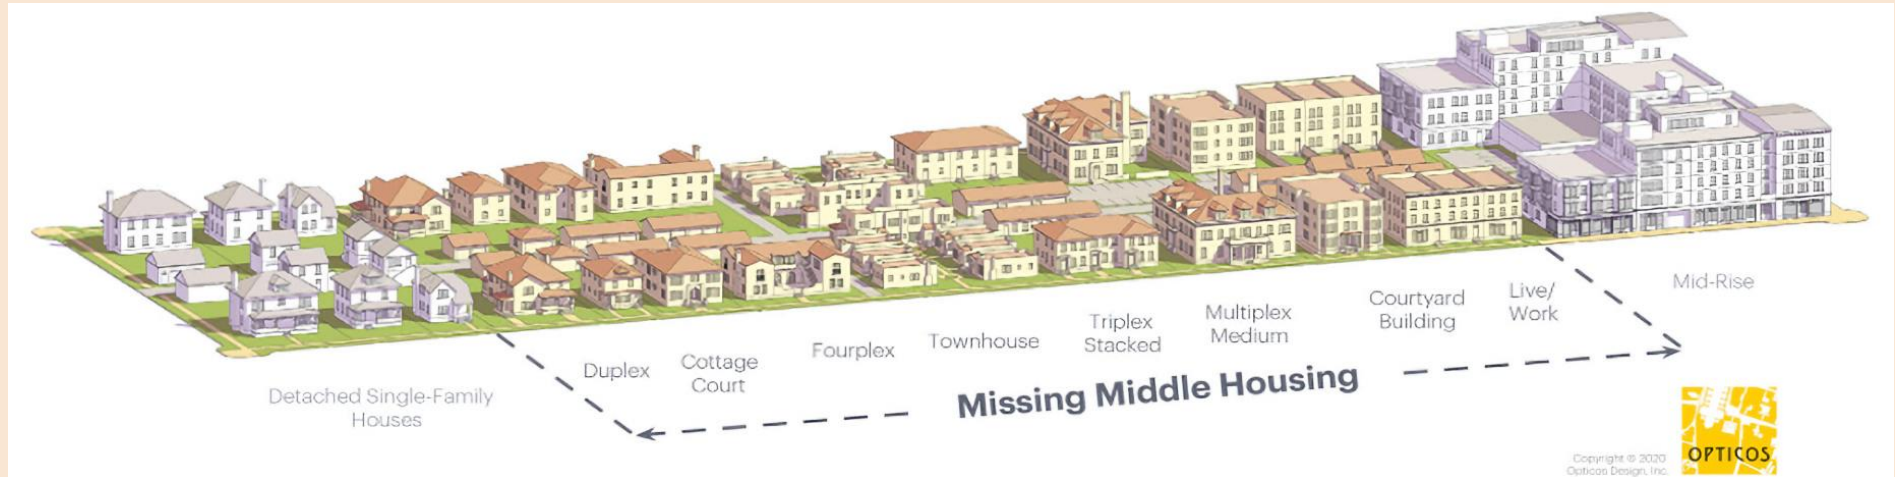 Detached Single-Family
Houses
Duplex
Cottage
Court
Fourplex
Townhouse
Triplex
Stacked
Multiplex
Medium
Courtyard
Building
Live/
Work
Mid-Rise
Missing Middle Housing
Copyright © 2020
Opticos Design, Inc.
OPTICOS